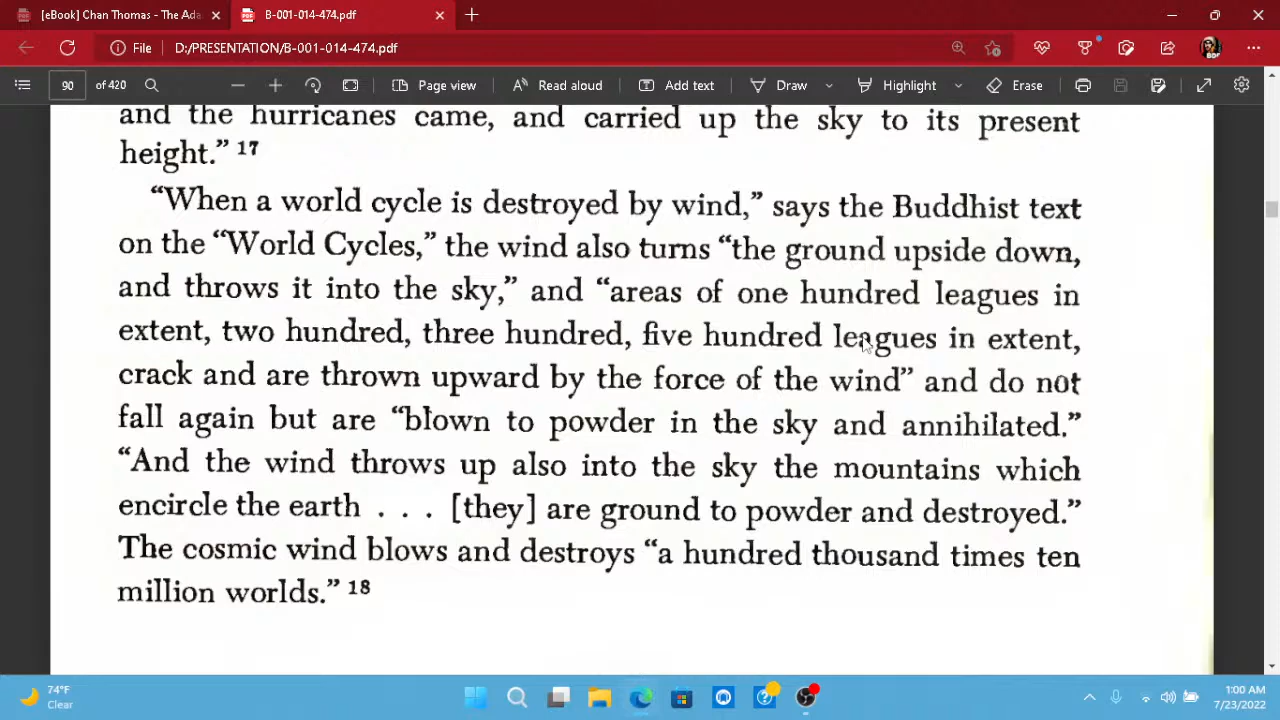 [eBook] Chan Thomas - The Ada
B-001-014-474.pdf
File
D:/PRESENTATION/B-001-014-474.pdf
90 of 420
Page view
Read aloud
Add text
Draw
Highlight
Erase
and the hurricanes came, and carried up the sky to its present
height.” 17
“When a world cycle is destroyed by wind,” says the Buddhist text
on the “World Cycles,” the wind also turns “the ground upside down,
and throws it into the sky,” and “areas of one hundred leagues in
extent, two hundred, three hundred, five hundred leagues in extent,
crack and are thrown upward by the force of the wind” and do not
fall again but are “blown to powder in the sky and annihilated.”
“And the wind throws up also into the sky the mountains which
encircle the earth . . . [they] are ground to powder and destroyed.”
The cosmic wind blows and destroys “a hundred thousand times ten
million worlds.” 18
74°F
Clear
1:00 AM
7/23/2022